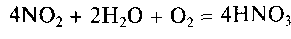 4NO₂ + 2H₂O + O₂ = 4HNO₃